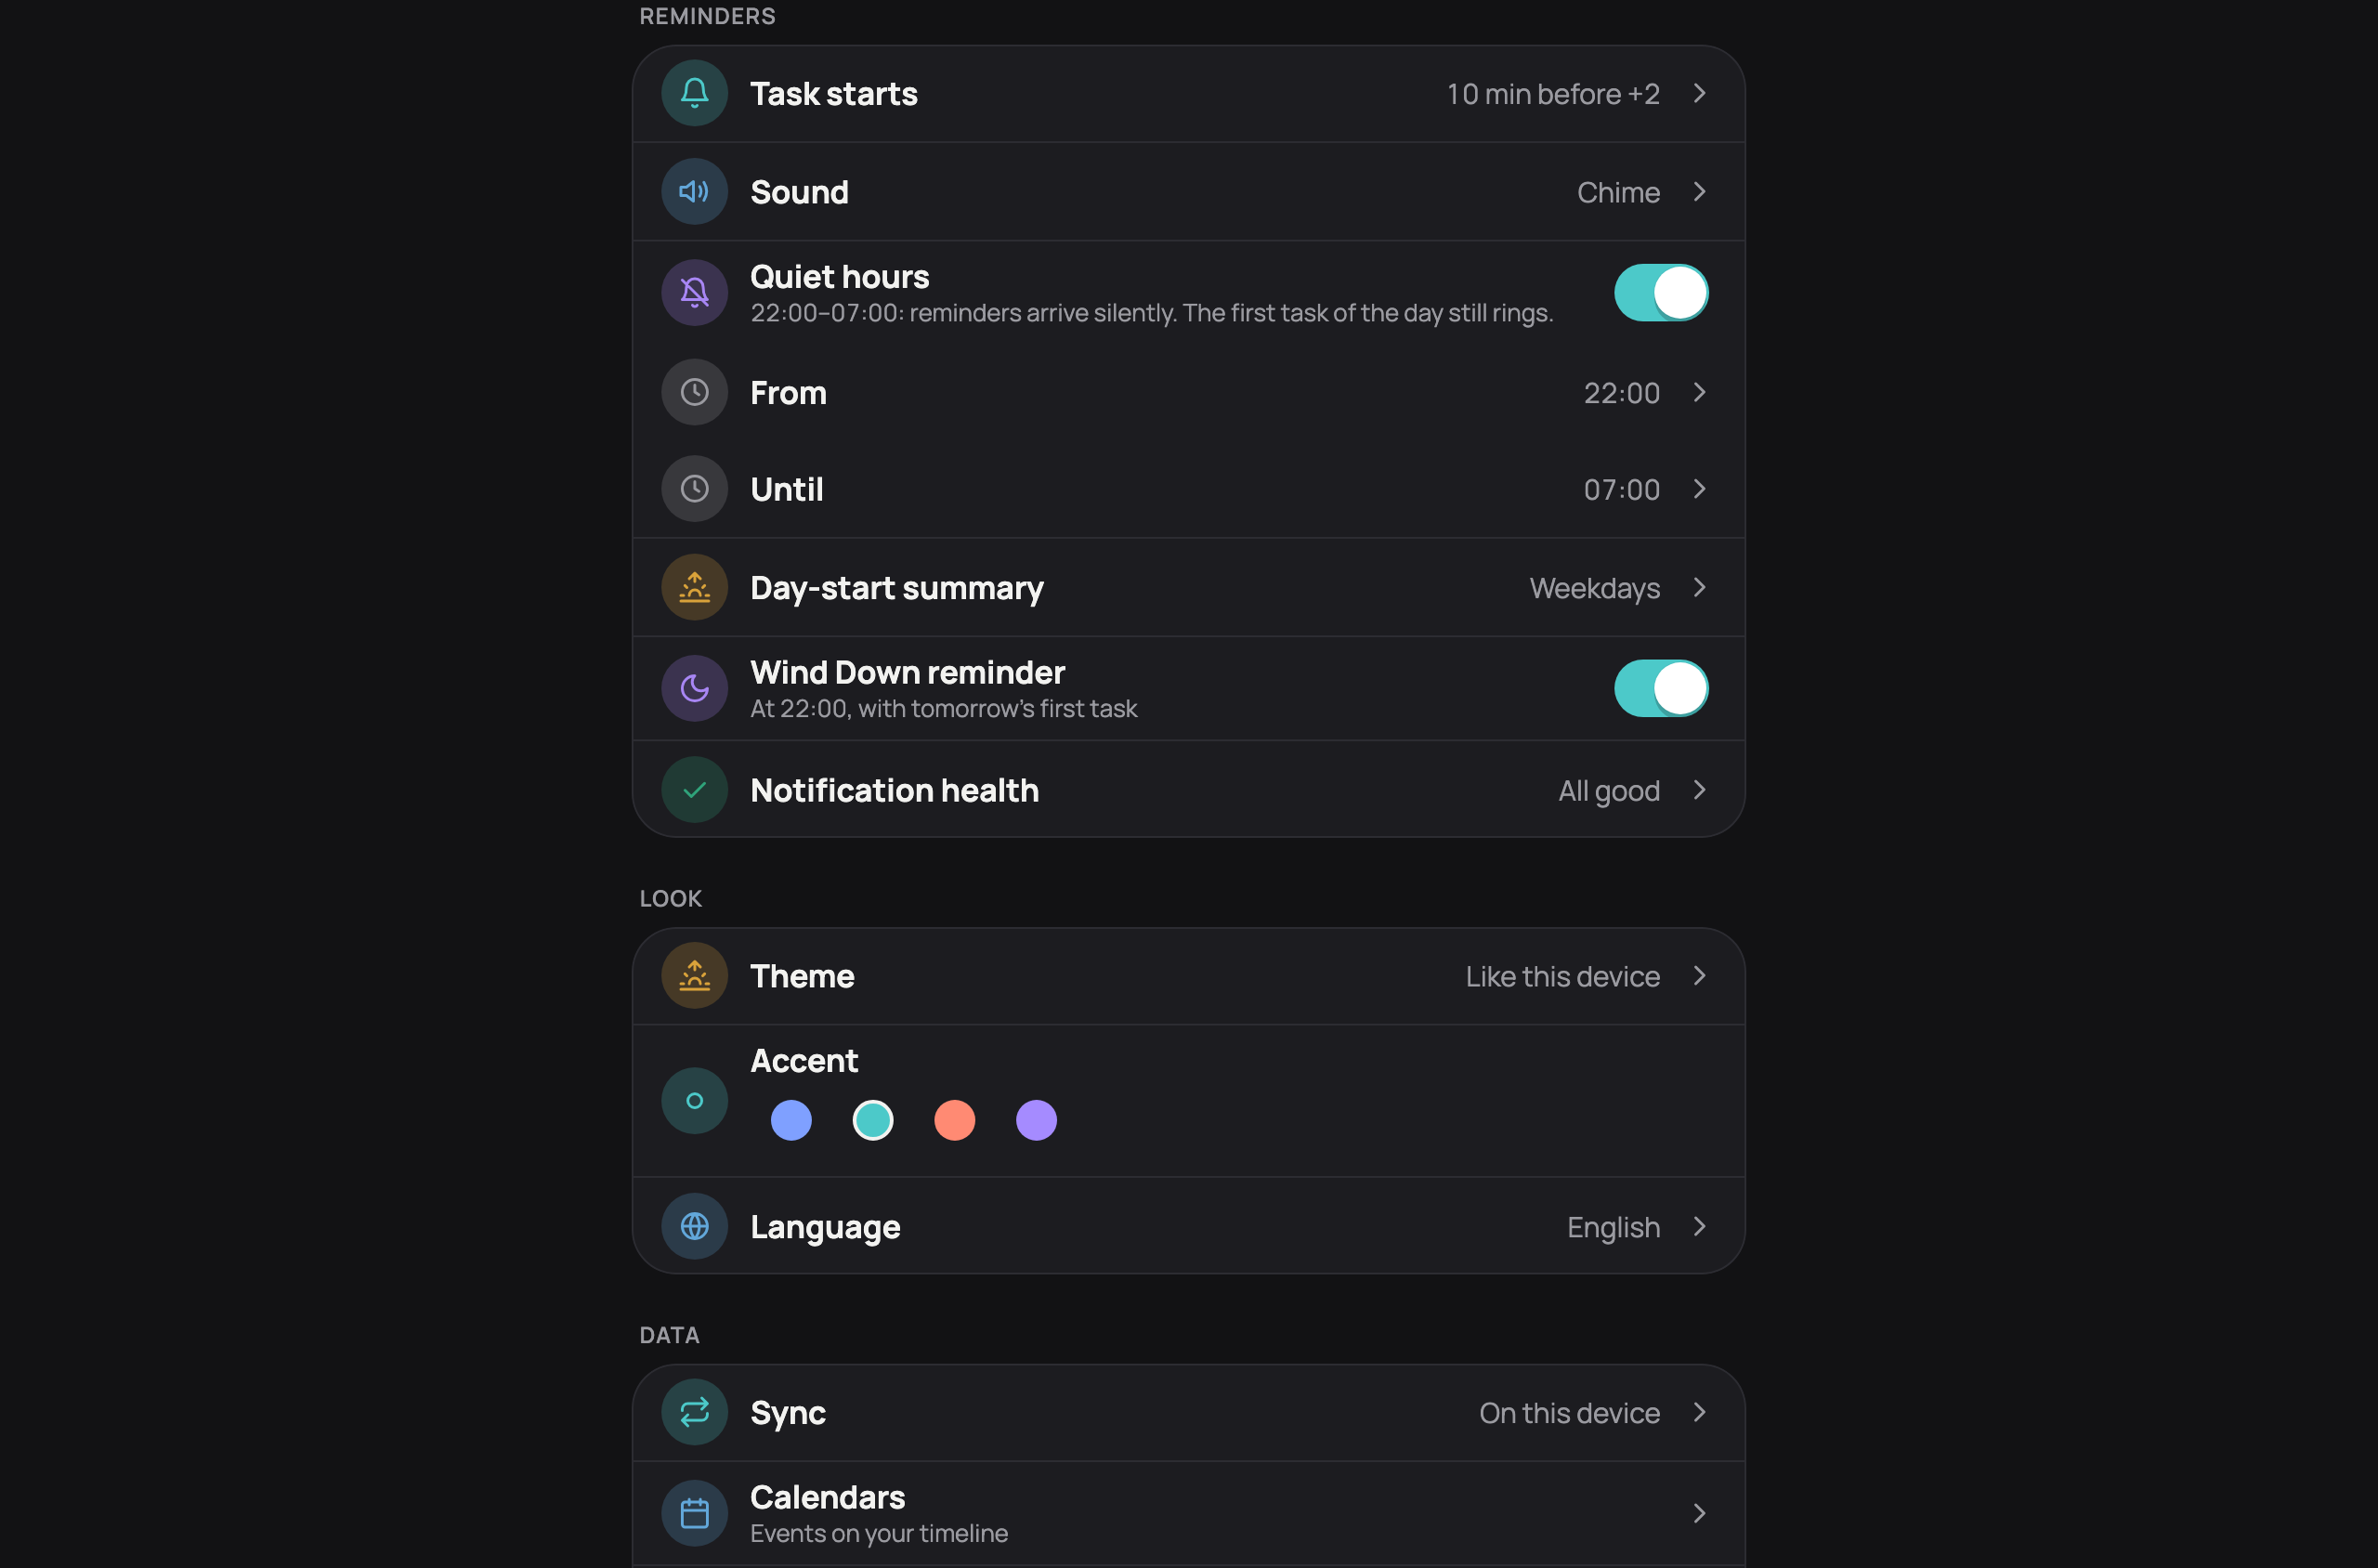 REMINDERS
Task starts
10 min before +2
Sound
Chime
Quiet hours
22:00–07:00: reminders arrive silently. The first task of the day still rings.
From
22:00
Until
07:00
Day-start summary
Weekdays
Wind Down reminder
At 22:00, with tomorrow’s first task
Notification health
All good
LOOK
Theme
Like this device
Accent
Language
English
DATA
Sync
On this device
Calendars
Events on your timeline